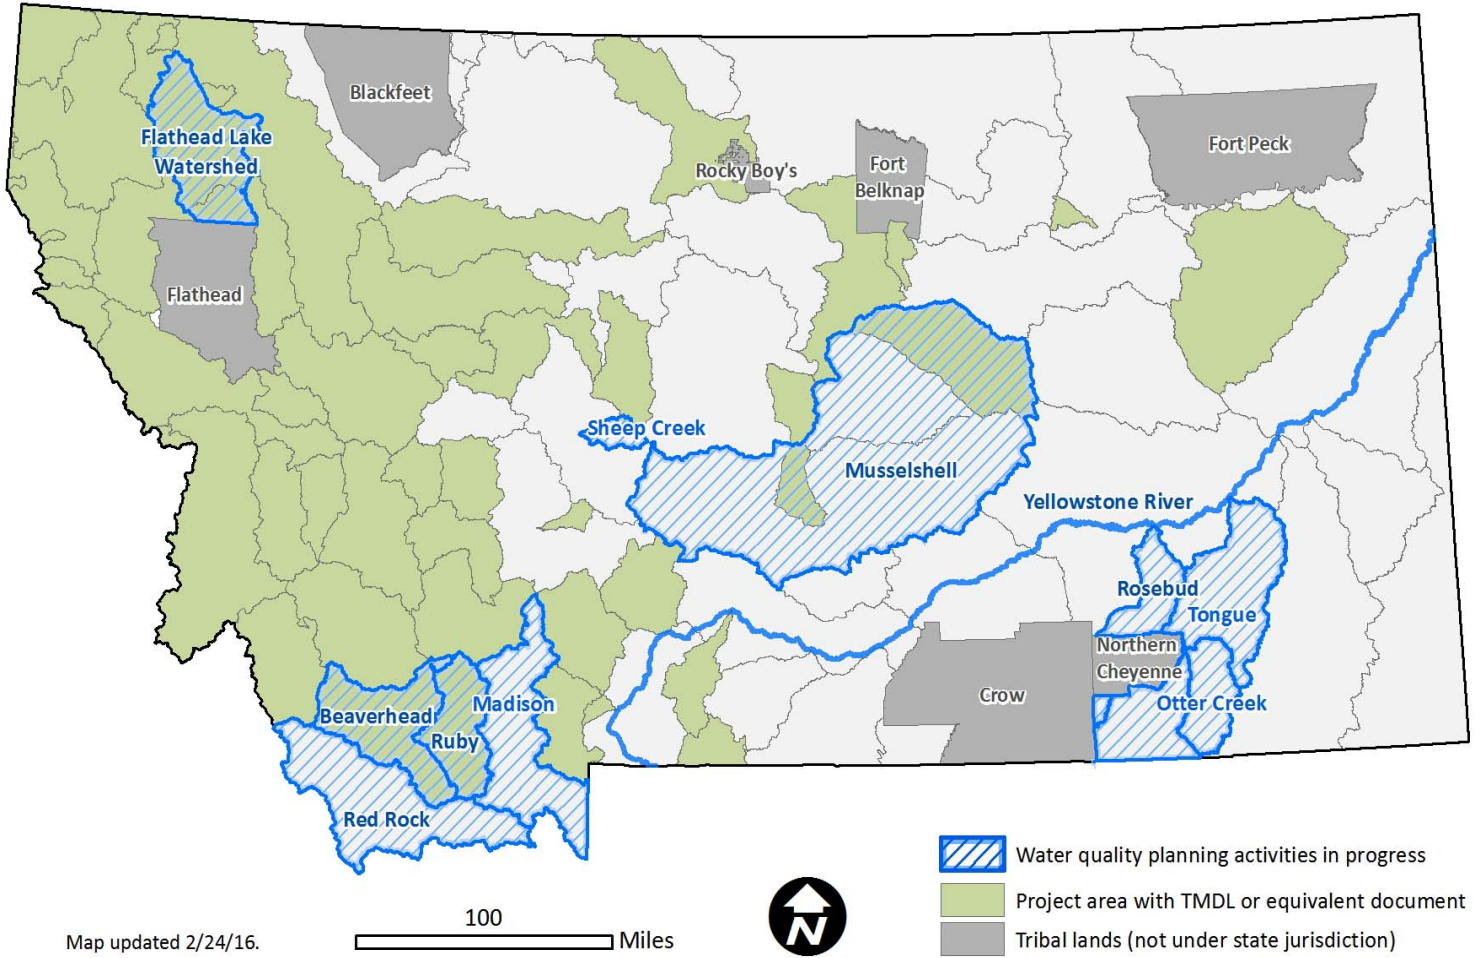 Blackfeet
Flathead Lake
Watershed
Fort Peck
Rocky Boy's
Fort
Belknap
Flathead
Sheep Creek
Musselshell
Yellowstone River
Rosebud
Tongue
Northern
Cheyenne
Crow
Otter Creek
Beaverhead
Madison
Ruby
Red Rock
Water quality planning activities in progress
Project area with TMDL or equivalent document
Tribal lands (not under state jurisdiction)
N
100
Miles
Map updated 2/24/16.